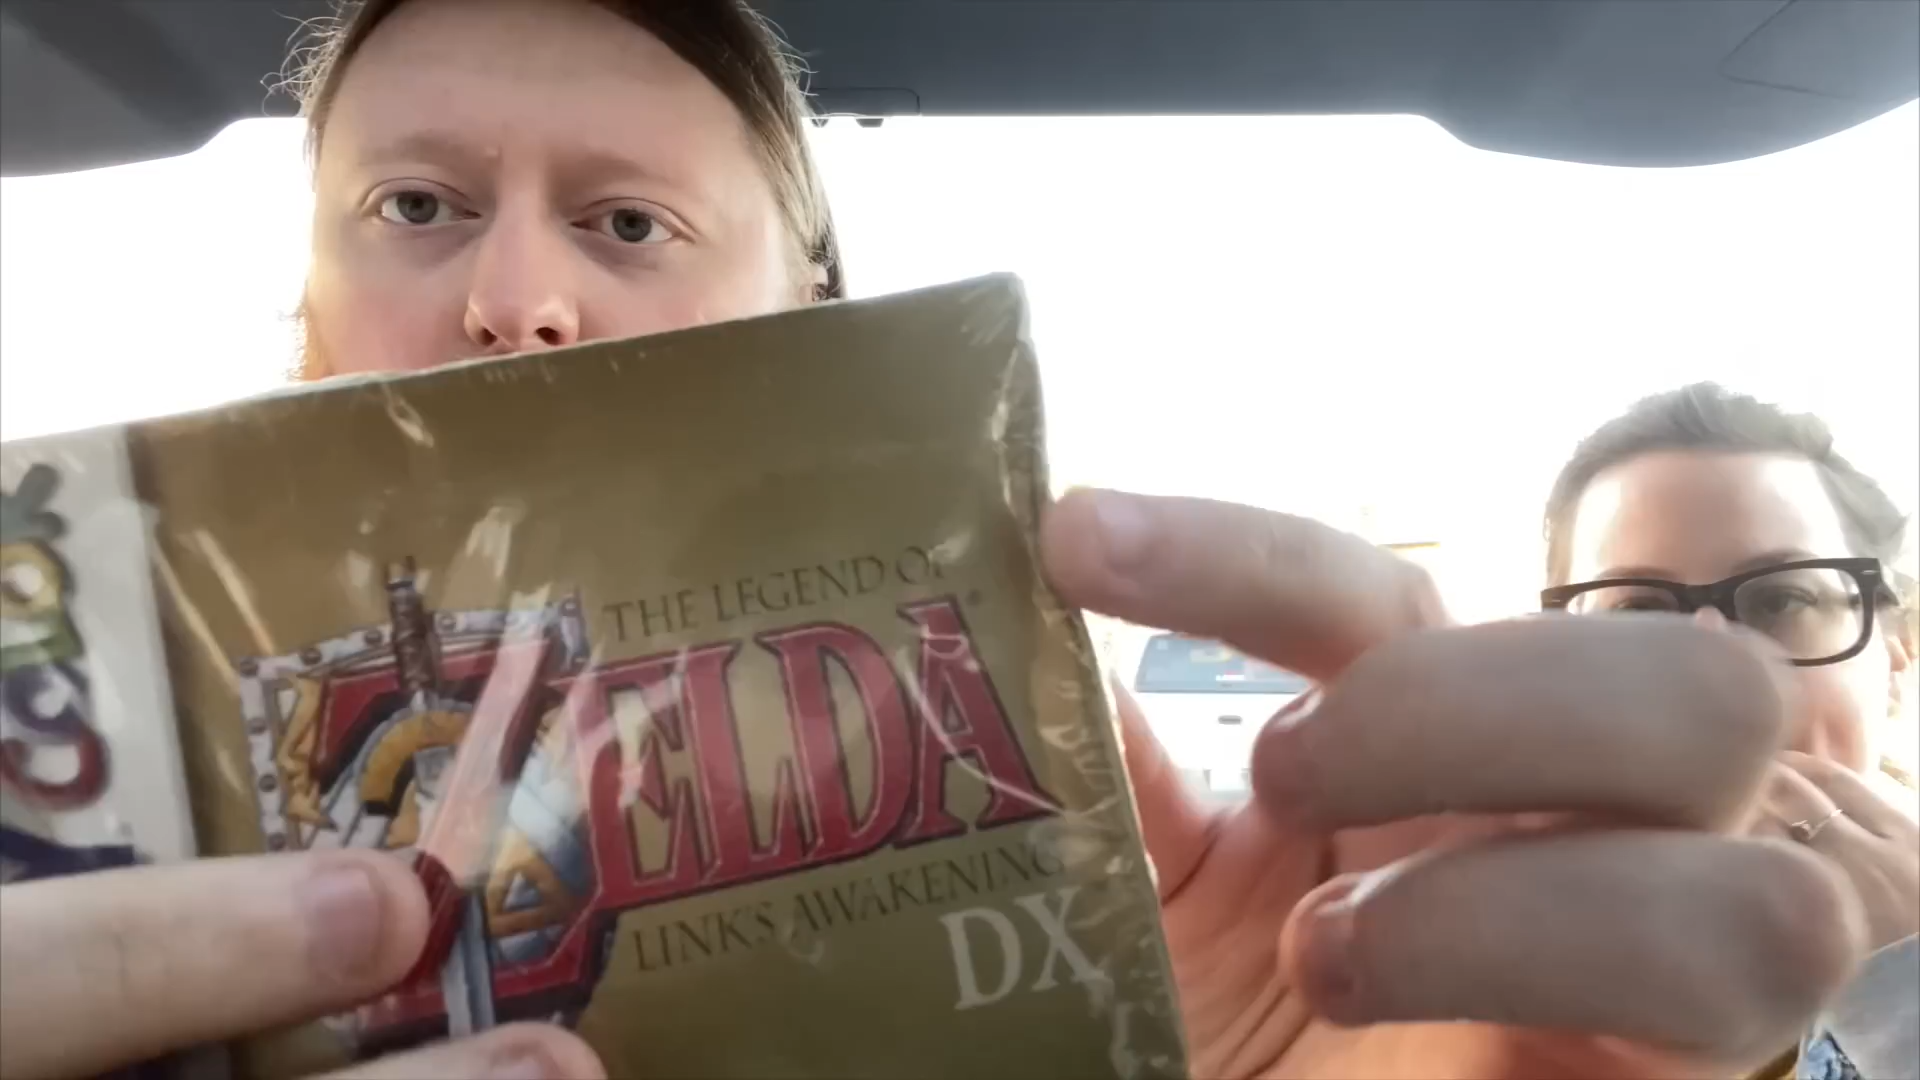 THE LEGEND OF
ZELDA
LINK'S AWAKENING
DX